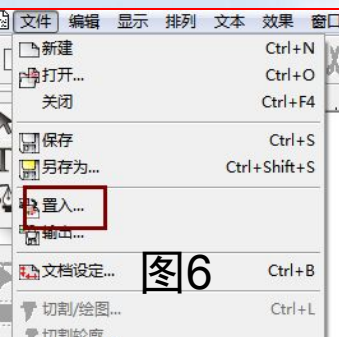 文件 编辑 显示 排列 文本 效果 窗口
新建 Ctrl+N
打开... Ctrl+O
关闭 Ctrl+F4
保存 Ctrl+S
另存为... Ctrl+Shift+S
置入...
输出...
图6
文档设定... Ctrl+B
切割/绘图... Ctrl+L
切割轮廓